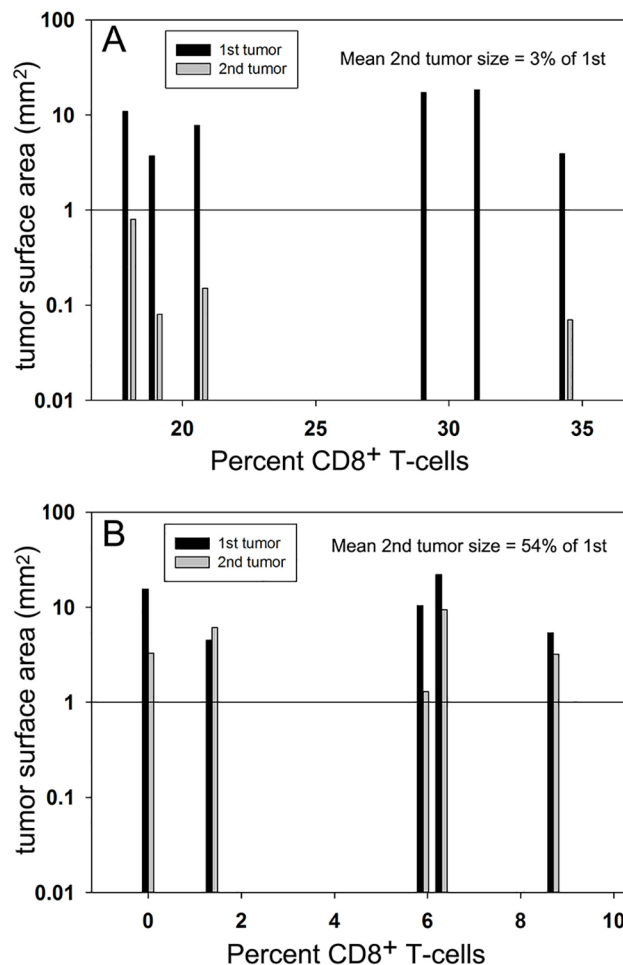 A
1st tumor
2nd tumor
Mean 2nd tumor size = 3% of 1st
tumor surface area (mm²)
100
10
1
0.1
0.01
20 25 30 35
Percent CD8⁺ T-cells
B
1st tumor
2nd tumor
Mean 2nd tumor size = 54% of 1st
tumor surface area (mm²)
100
10
1
0.1
0.01
0 2 4 6 8 10
Percent CD8⁺ T-cells